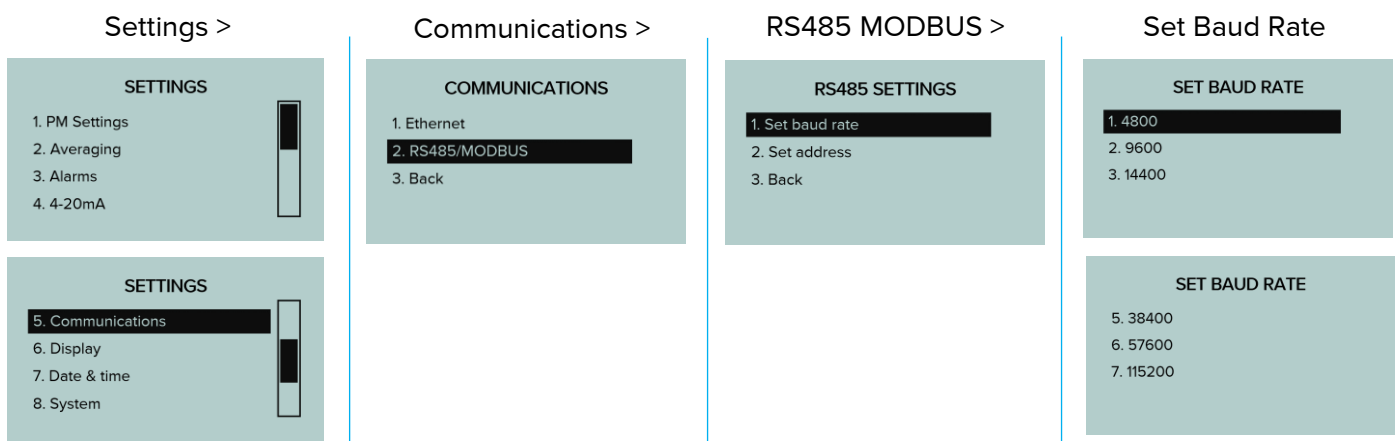 Settings >
SETTINGS
1. PM Settings
2. Averaging
3. Alarms
4. 4-20mA
SETTINGS
5. Communications
6. Display
7. Date & time
8. System
Communications >
COMMUNICATIONS
1. Ethernet
2. RS485/MODBUS
3. Back
RS485 MODBUS >
RS485 SETTINGS
1. Set baud rate
2. Set address
3. Back
Set Baud Rate
SET BAUD RATE
1. 4800
2. 9600
3. 14400
SET BAUD RATE
5. 38400
6. 57600
7. 115200